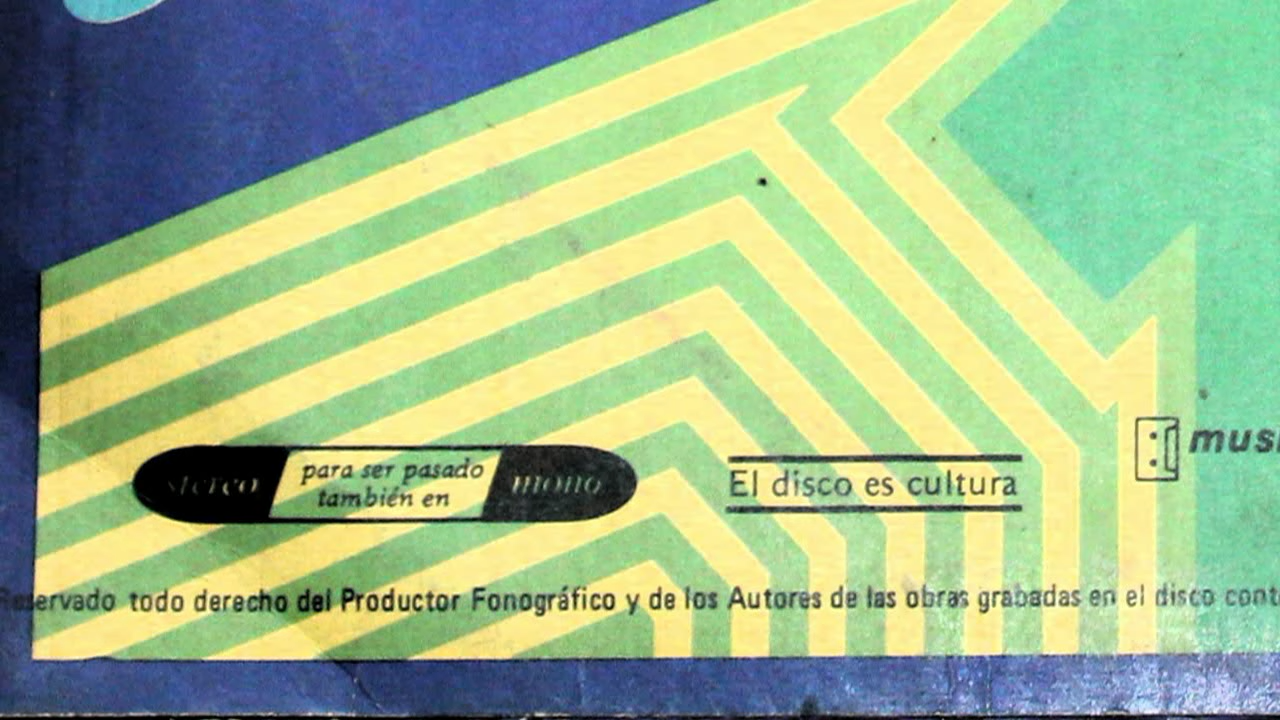 stereo para ser pasado mono
también en
El disco es cultura
musi
Reservado todo derecho del Productor Fonográfico y de los Autores de las obras grabadas en el disco cont